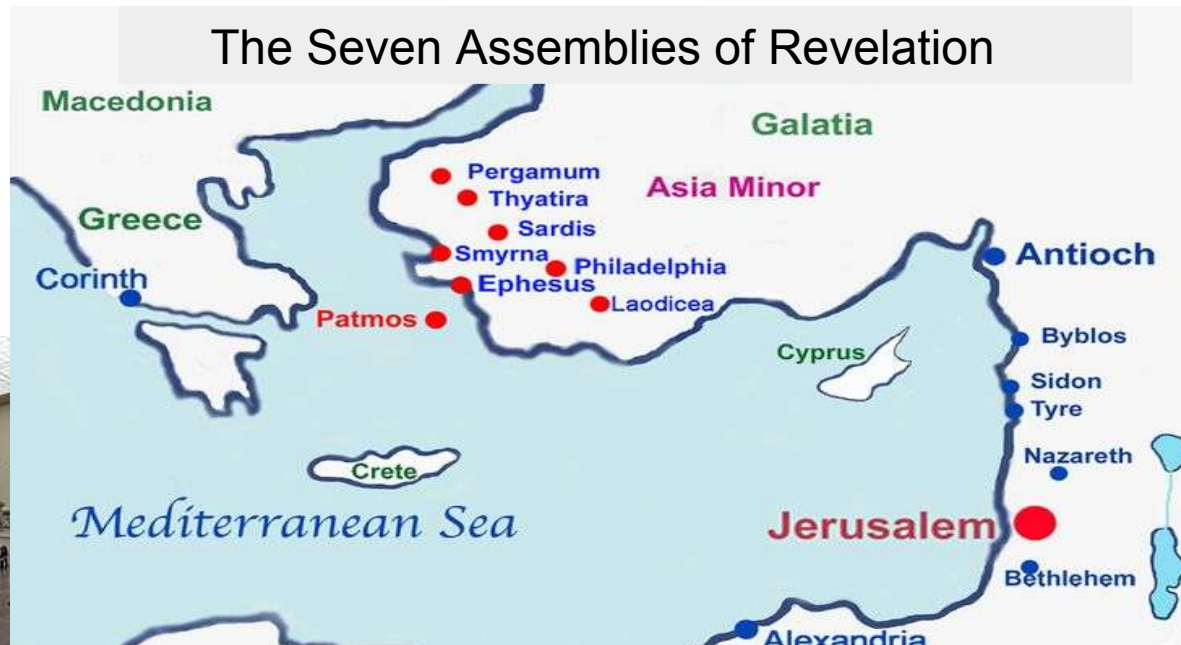 The Seven Assemblies of Revelation
Macedonia
Galatia
Pergamum
Asia Minor
Thyatira
Greece
Sardis
Smyrna
Antioch
Philadelphia
Corinth
Ephesus
Laodicea
Patmos
Byblos
Cyprus
Sidon
Tyre
Nazareth
Crete
Mediterranean Sea
Jerusalem
Bethlehem
Alexandria